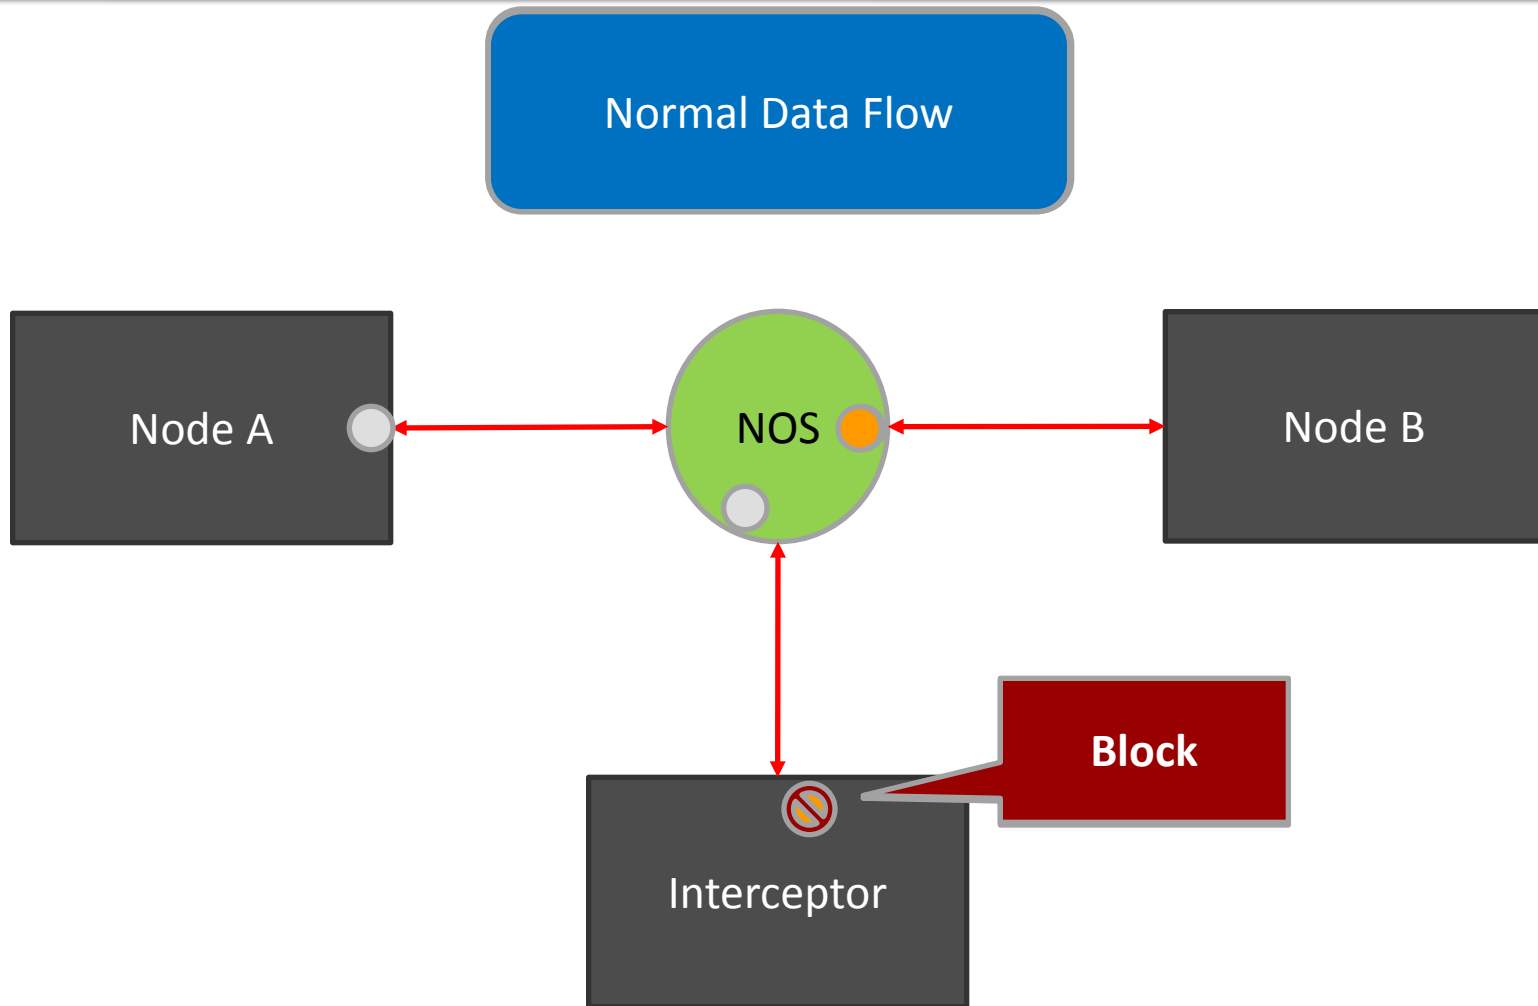 Normal Data Flow
Node A
NOS
Node B
Block
Interceptor